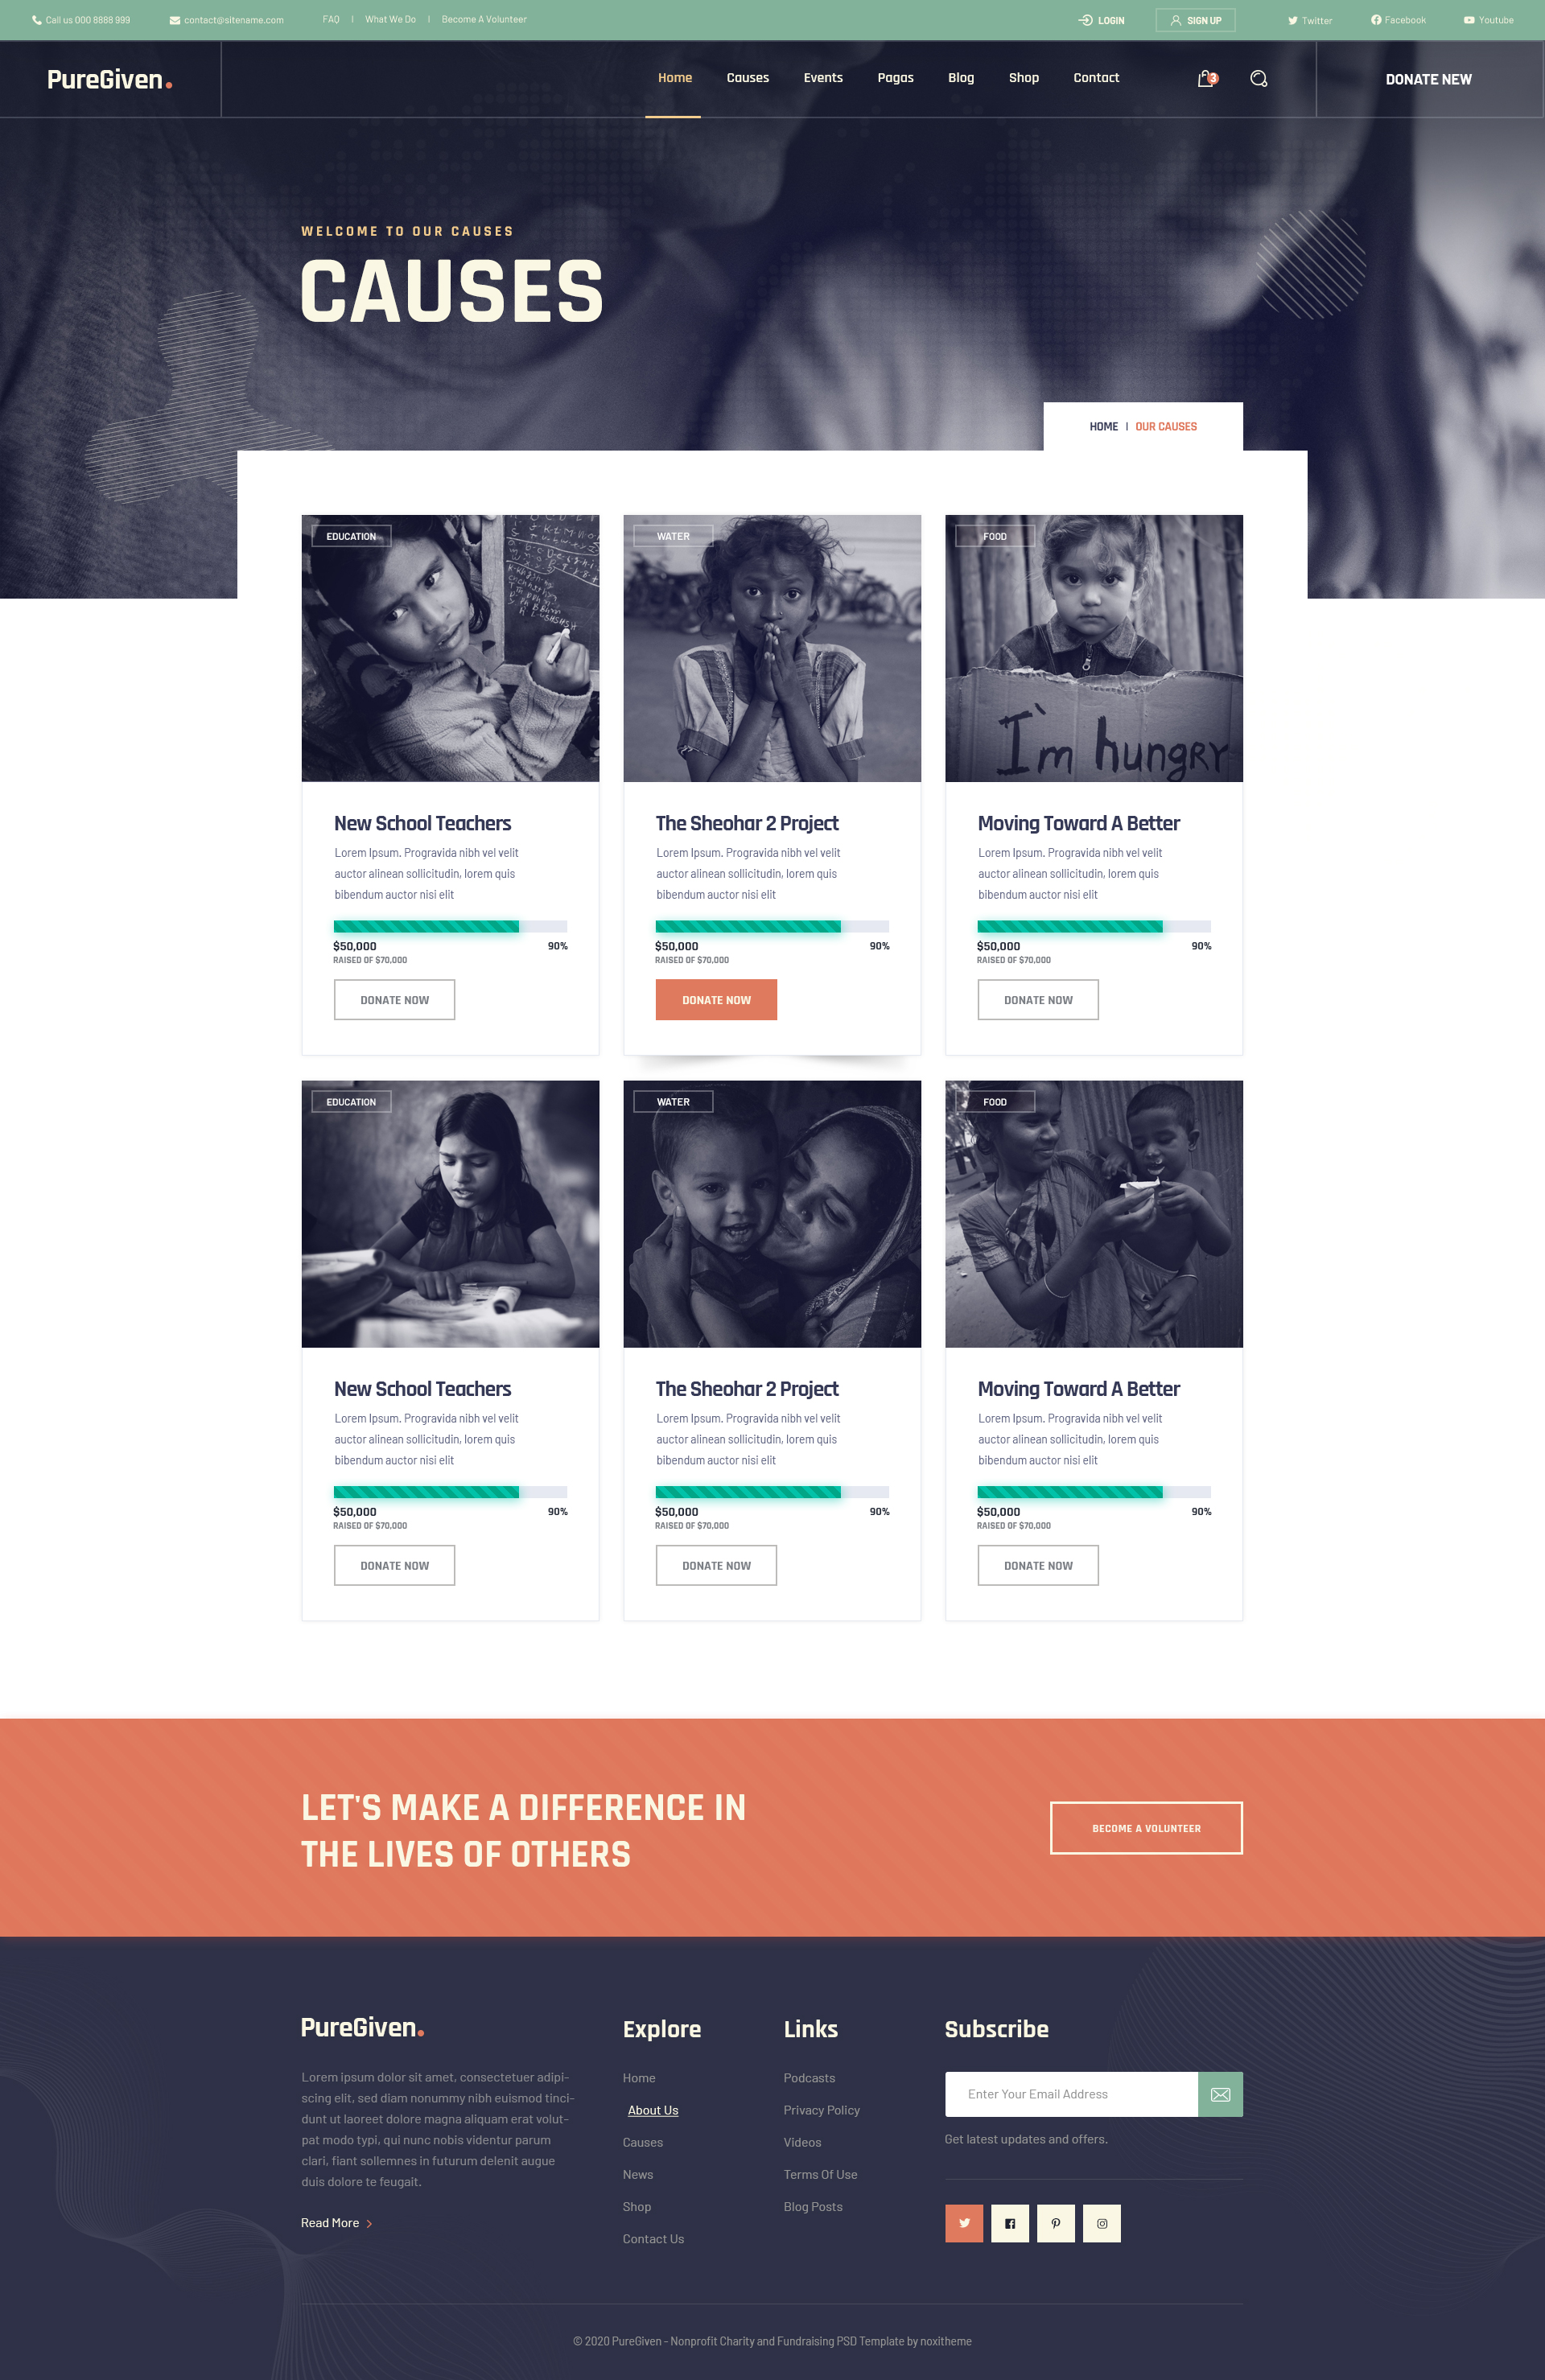 Call us 000 8888 999
contact@sitename.com
FAQ | What We Do | Become A Volunteer
LOGIN
SIGN UP
Twitter
Facebook
Youtube
PureGiven.
Home
Causes
Events
Pagas
Blog
Shop
Contact
3
DONATE NEW
WELCOME TO OUR CAUSES
CAUSES
HOME | OUR CAUSES
EDUCATION
New School Teachers
Lorem Ipsum. Progravida nibh vel velit
auctor alinean sollicitudin, lorem quis
bibendum auctor nisi elit
$50,000 90%
RAISED OF $70,000
DONATE NOW
WATER
The Sheohar 2 Project
Lorem Ipsum. Progravida nibh vel velit
auctor alinean sollicitudin, lorem quis
bibendum auctor nisi elit
$50,000 90%
RAISED OF $70,000
DONATE NOW
FOOD
I'm hungry
Moving Toward A Better
Lorem Ipsum. Progravida nibh vel velit
auctor alinean sollicitudin, lorem quis
bibendum auctor nisi elit
$50,000 90%
RAISED OF $70,000
DONATE NOW
EDUCATION
New School Teachers
Lorem Ipsum. Progravida nibh vel velit
auctor alinean sollicitudin, lorem quis
bibendum auctor nisi elit
$50,000 90%
RAISED OF $70,000
DONATE NOW
WATER
The Sheohar 2 Project
Lorem Ipsum. Progravida nibh vel velit
auctor alinean sollicitudin, lorem quis
bibendum auctor nisi elit
$50,000 90%
RAISED OF $70,000
DONATE NOW
FOOD
Moving Toward A Better
Lorem Ipsum. Progravida nibh vel velit
auctor alinean sollicitudin, lorem quis
bibendum auctor nisi elit
$50,000 90%
RAISED OF $70,000
DONATE NOW
LET'S MAKE A DIFFERENCE IN
THE LIVES OF OTHERS
BECOME A VOLUNTEER
PureGiven.
Lorem ipsum dolor sit amet, consectetuer adipi-
scing elit, sed diam nonummy nibh euismod tinci-
dunt ut laoreet dolore magna aliquam erat volut-
pat modo typi, qui nunc nobis videntur parum
clari, fiant sollemnes in futurum delenit augue
duis dolore te feugait.
Read More
Explore
Home
About Us
Causes
News
Shop
Contact Us
Links
Podcasts
Privacy Policy
Videos
Terms Of Use
Blog Posts
Subscribe
Enter Your Email Address
Get latest updates and offers.
© 2020 PureGiven - Nonprofit Charity and Fundraising PSD Template by noxitheme